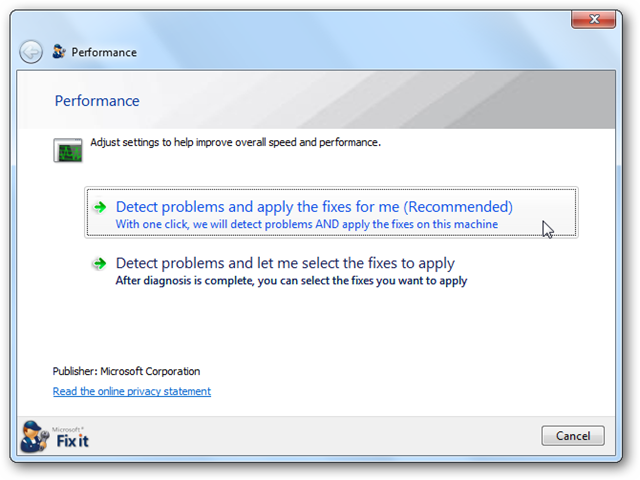 Performance
Performance
Adjust settings to help improve overall speed and performance.
Detect problems and apply the fixes for me (Recommended)
With one click, we will detect problems AND apply the fixes on this machine
Detect problems and let me select the fixes to apply
After diagnosis is complete, you can select the fixes you want to apply
Publisher: Microsoft Corporation
Read the online privacy statement
Microsoft®
Fix it
Cancel